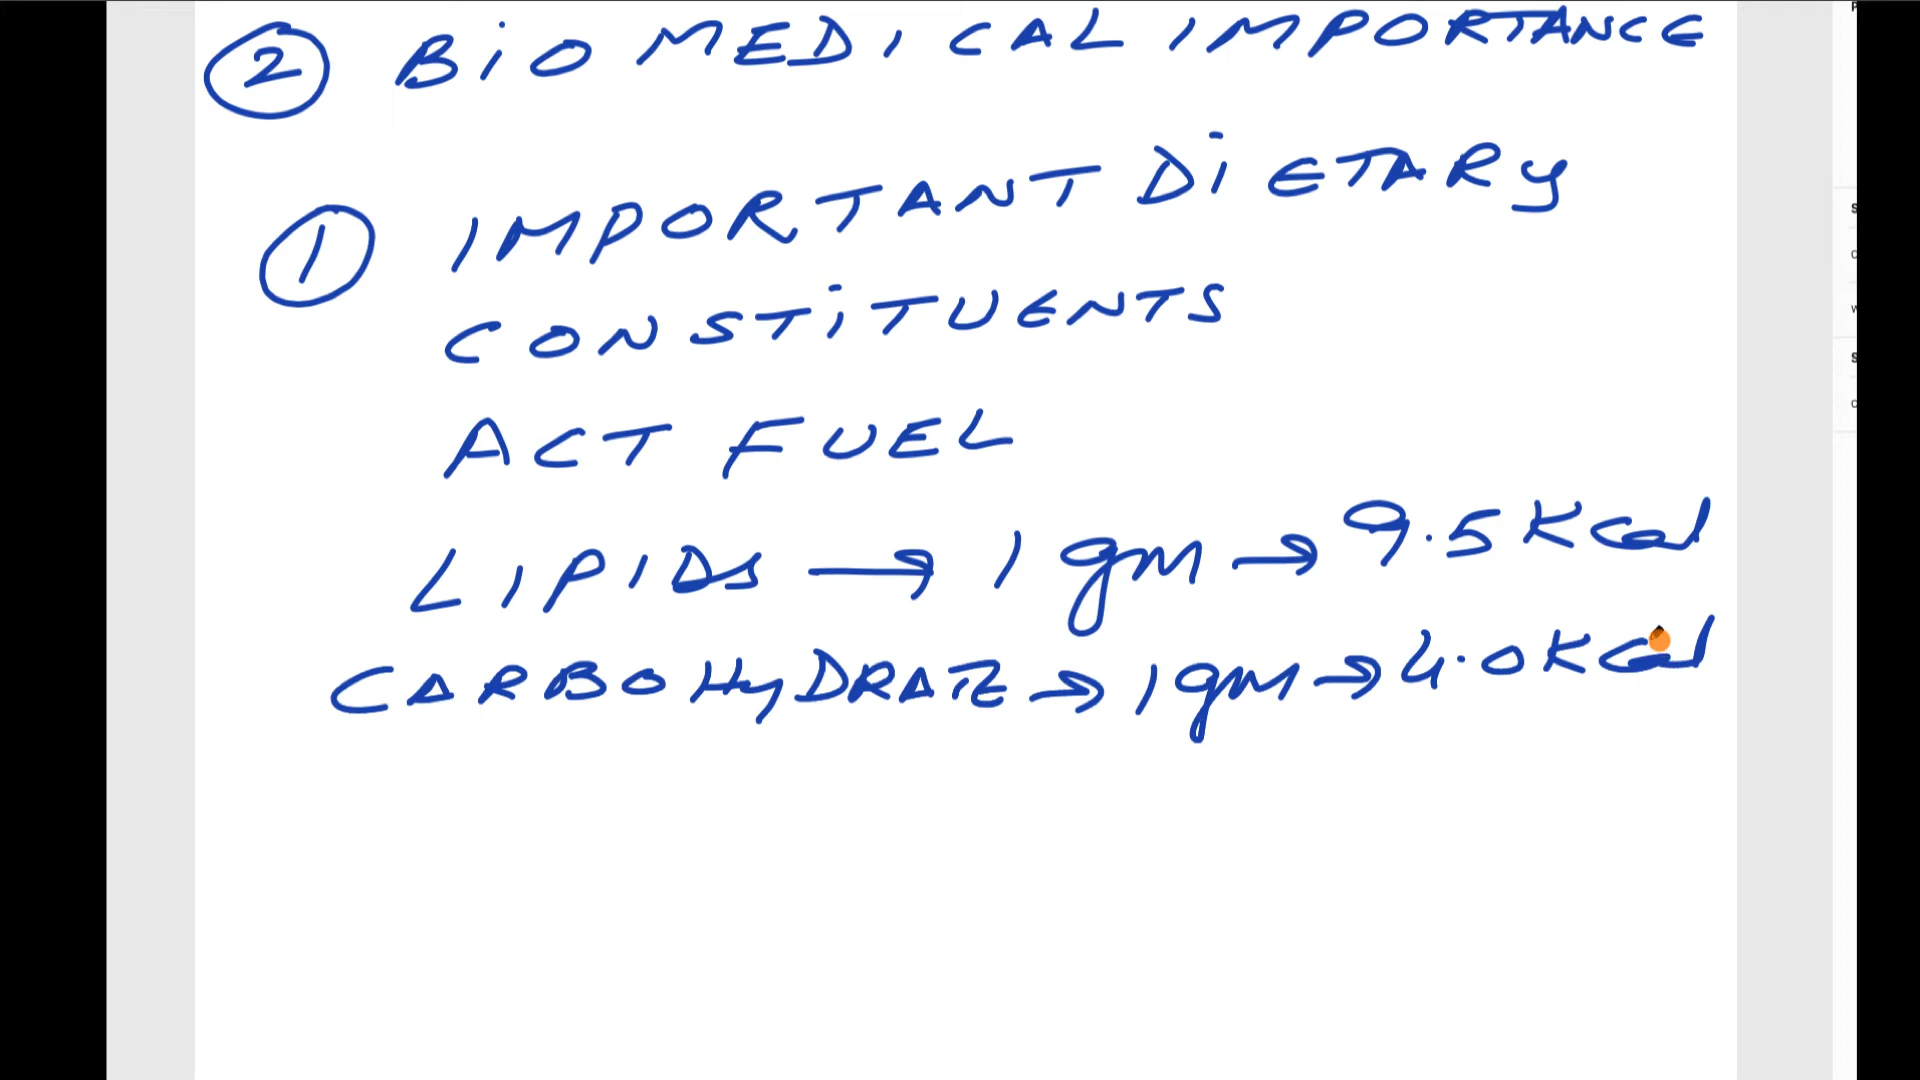 ② BiOMEDICAL IMPORTANCE
① IMPORTANT DiETARY
CONSTiTUENTS
ACT FUEL
LIPIDS → 1 gm → 9.5 Kcal
CARBOHyDRATE → 1 gm → 4.0 Kcal